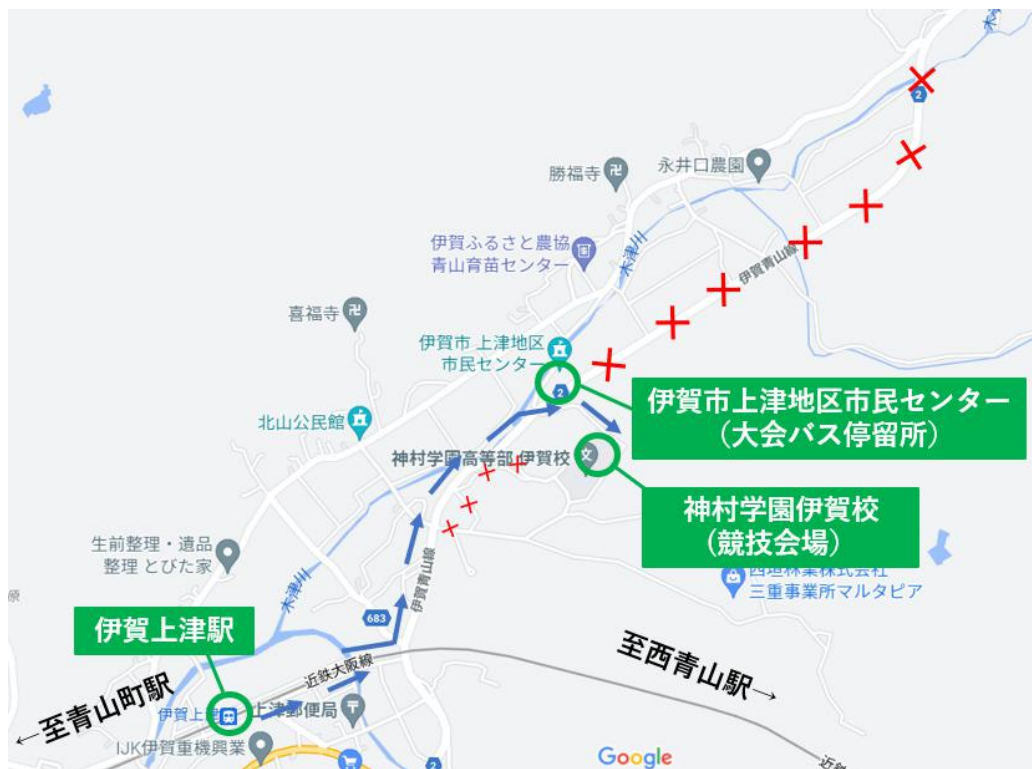 木津
2
勝福寺
永井口農園
伊賀ふるさと農協
青山育苗センター
木津川
伊賀青山線
喜福寺
伊賀市 上津地区
市民センター
2
伊賀市上津地区市民センター
（大会バス停留所）
北山公民館
神村学園高等部 伊賀校
神村学園伊賀校
（競技会場）
生前整理・遺品
整理 とびた家
木津川
伊賀青山線
三重事業所マルタピア
原
683
伊賀上津駅
近鉄大阪線
至西青山駅→
←至青山町駅
伊賀上津
上津郵便局
IJK伊賀重機興業
2
Google
近鉄